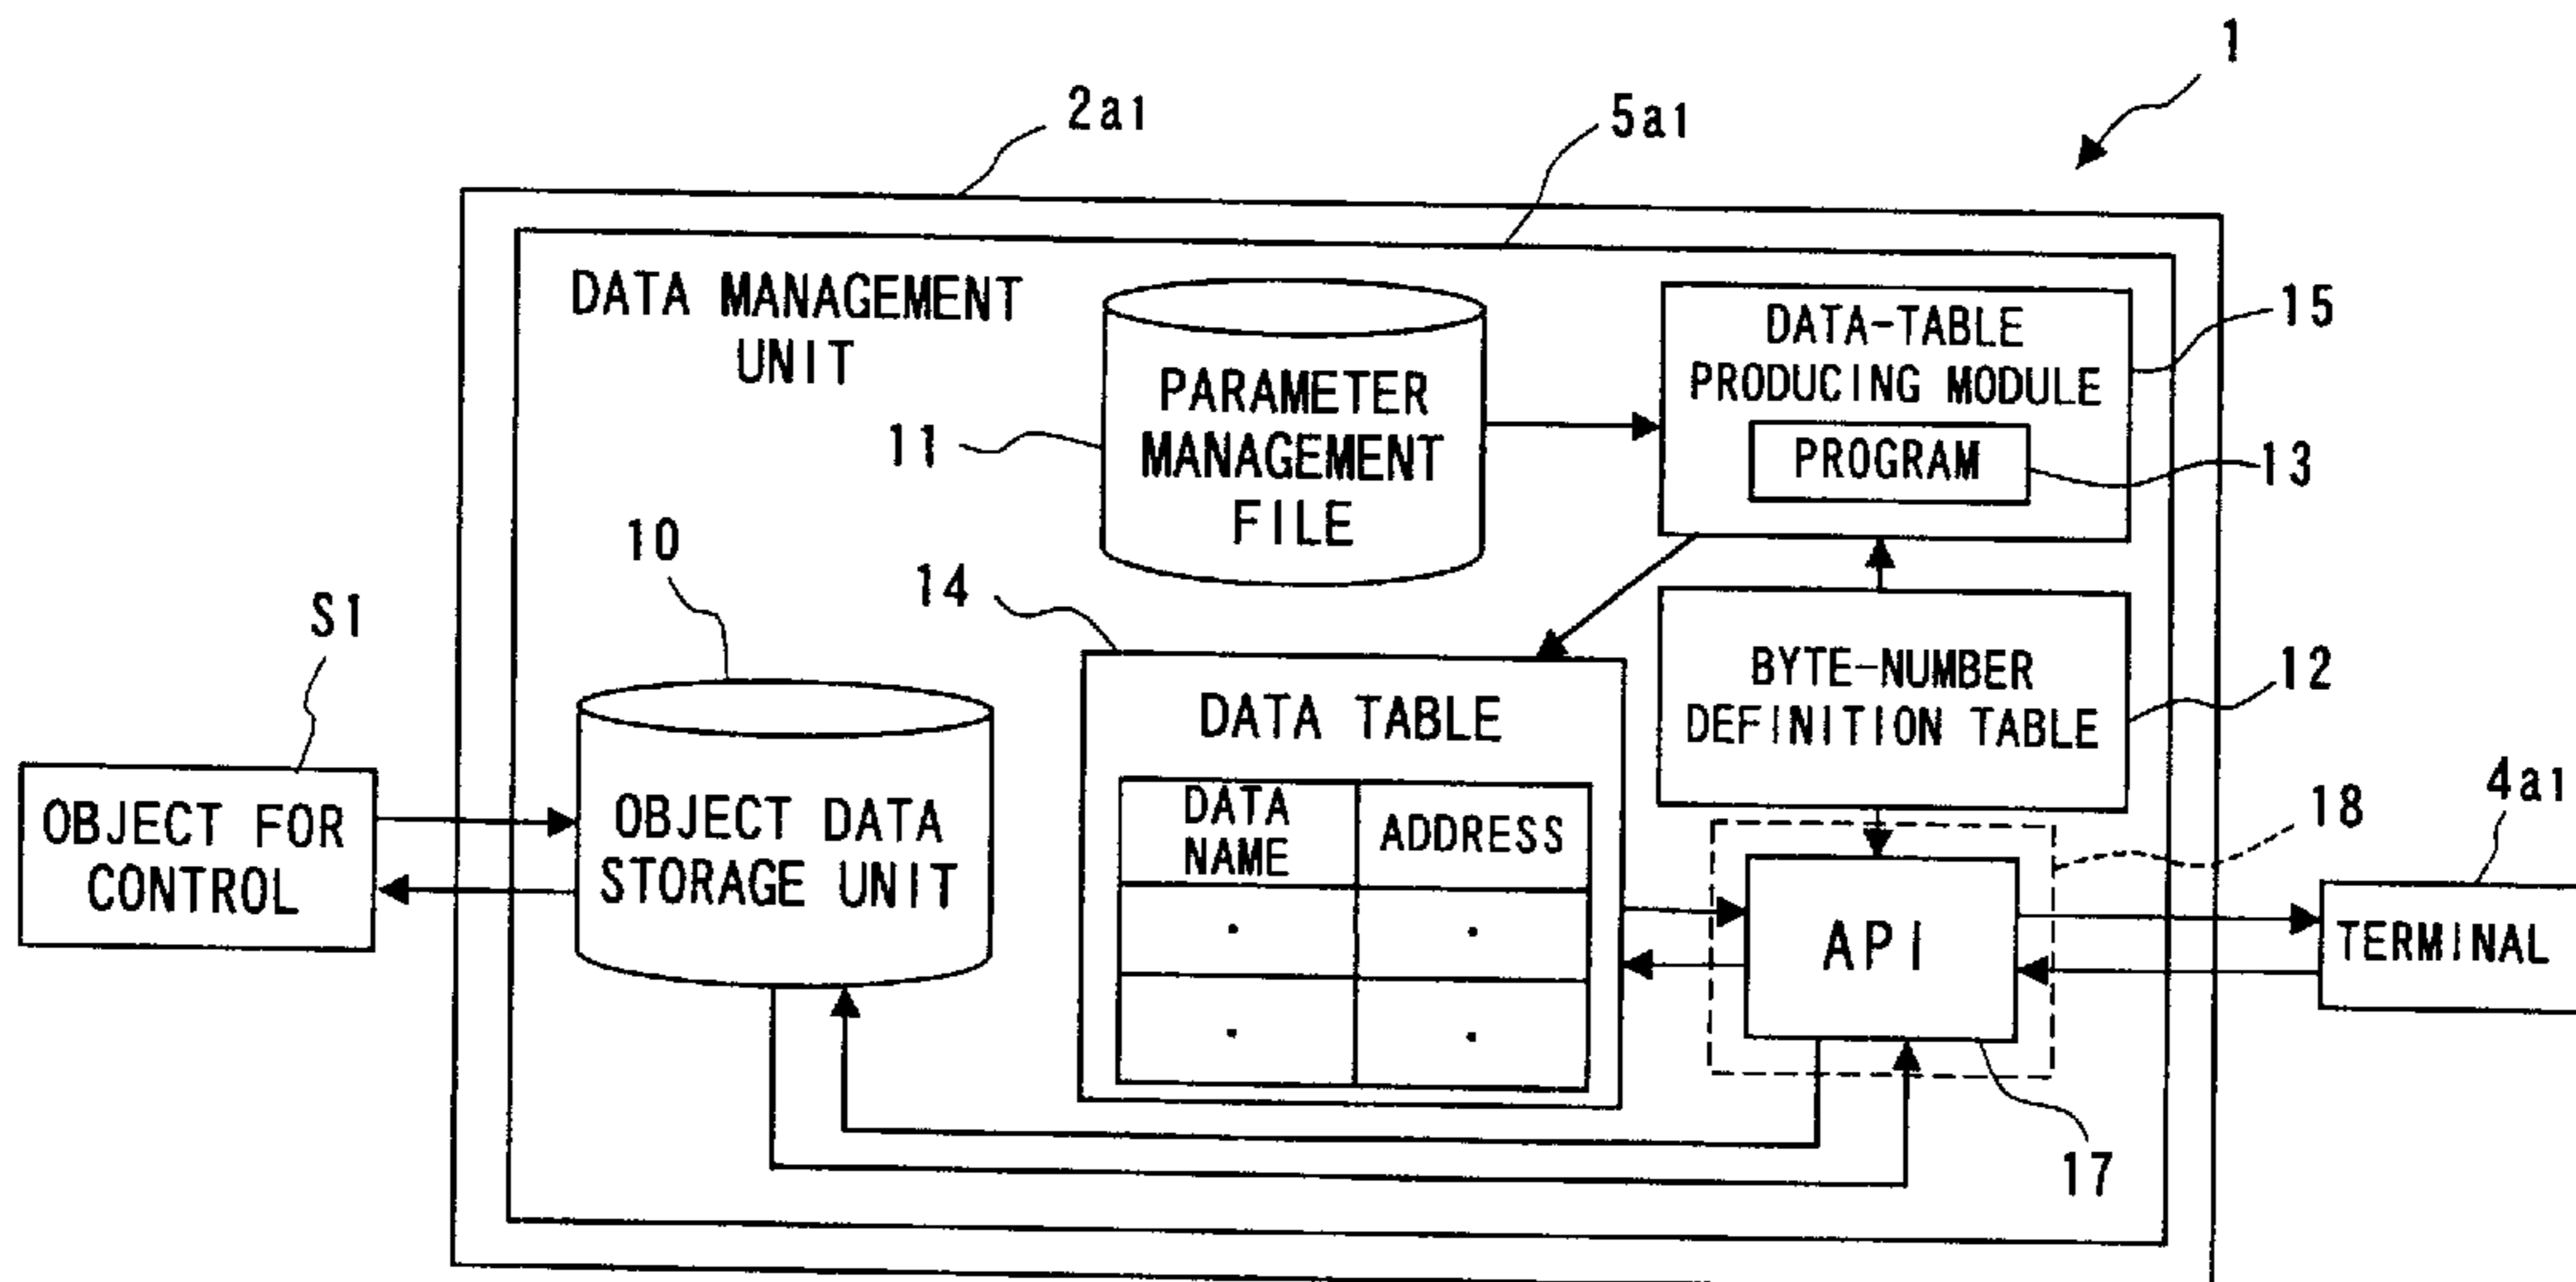 1
2a1
5a1
DATA MANAGEMENT
UNIT
PARAMETER
MANAGEMENT
FILE
11
DATA-TABLE
PRODUCING MODULE
PROGRAM
15
13
10
14
S1
OBJECT FOR
CONTROL
OBJECT DATA
STORAGE UNIT
DATA TABLE
DATA
NAME
ADDRESS
BYTE-NUMBER
DEFINITION TABLE
12
18
4a1
API
TERMINAL
17